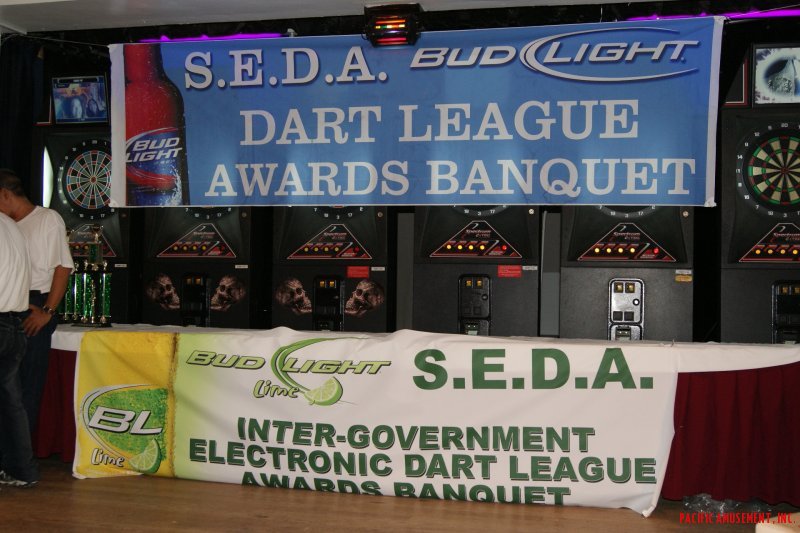 S.E.D.A. BUD LIGHT
BUD LIGHT
DART LEAGUE
AWARDS BANQUET
BUD LIGHT Lime
S.E.D.A.
BL Lime
INTER-GOVERNMENT
ELECTRONIC DART LEAGUE
AWARDS BANQUET
PACIFIC AMUSEMENT, INC.